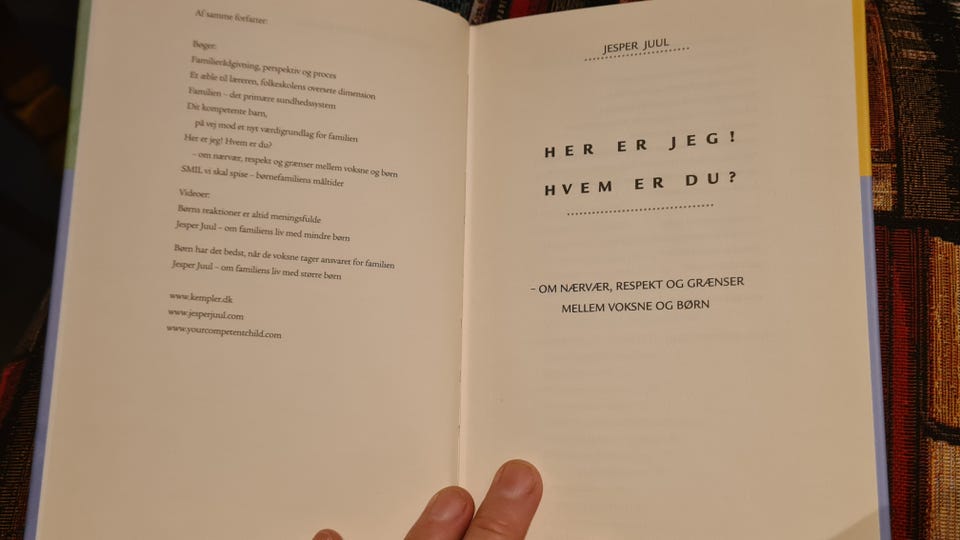 Af samme forfatter:
Bøger:
Familierådgivning, perspektiv og proces
Et æble til læreren, folkeskolens oversete dimension
Familien – det primære sundhedssystem
Dit kompetente barn,
på vej mod et nyt værdigrundlag for familien
Her er jeg! Hvem er du?
– om nærvær, respekt og grænser mellem voksne og børn
SMIL vi skal spise – børnefamiliens måltider
Videoer:
Børns reaktioner er altid meningsfulde
Jesper Juul – om familiens liv med mindre børn
Børn har det bedst, når de voksne tager ansvaret for familien
Jesper Juul – om familiens liv med større børn
www.kempler.dk
www.jesperjuul.com
www.yourcompetentchild.com
JESPER JUUL
HER ER JEG!
HVEM ER DU?
– OM NÆRVÆR, RESPEKT OG GRÆNSER
MELLEM VOKSNE OG BØRN